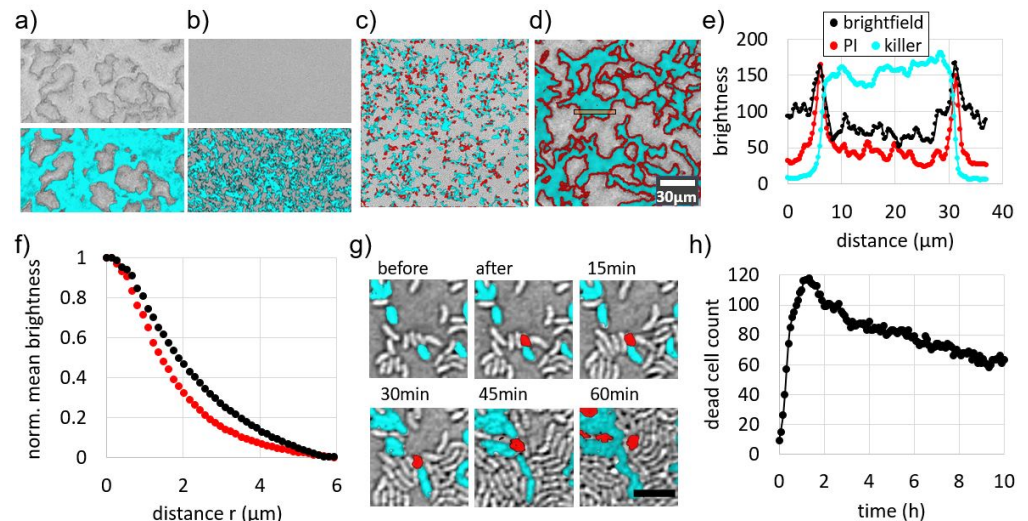 a)
b)
c)
d)
e)
brightfield
PI killer
200
150
100
50
0
brightness
0 10 20 30 40
distance (µm)
30µm
f)
1
0.8
0.6
0.4
0.2
0
norm. mean brightness
0 2 4 6
distance r (µm)
g)
before after 15min
30min 45min 60min
h)
120
100
80
60
40
20
0
dead cell count
0 2 4 6 8 10
time (h)